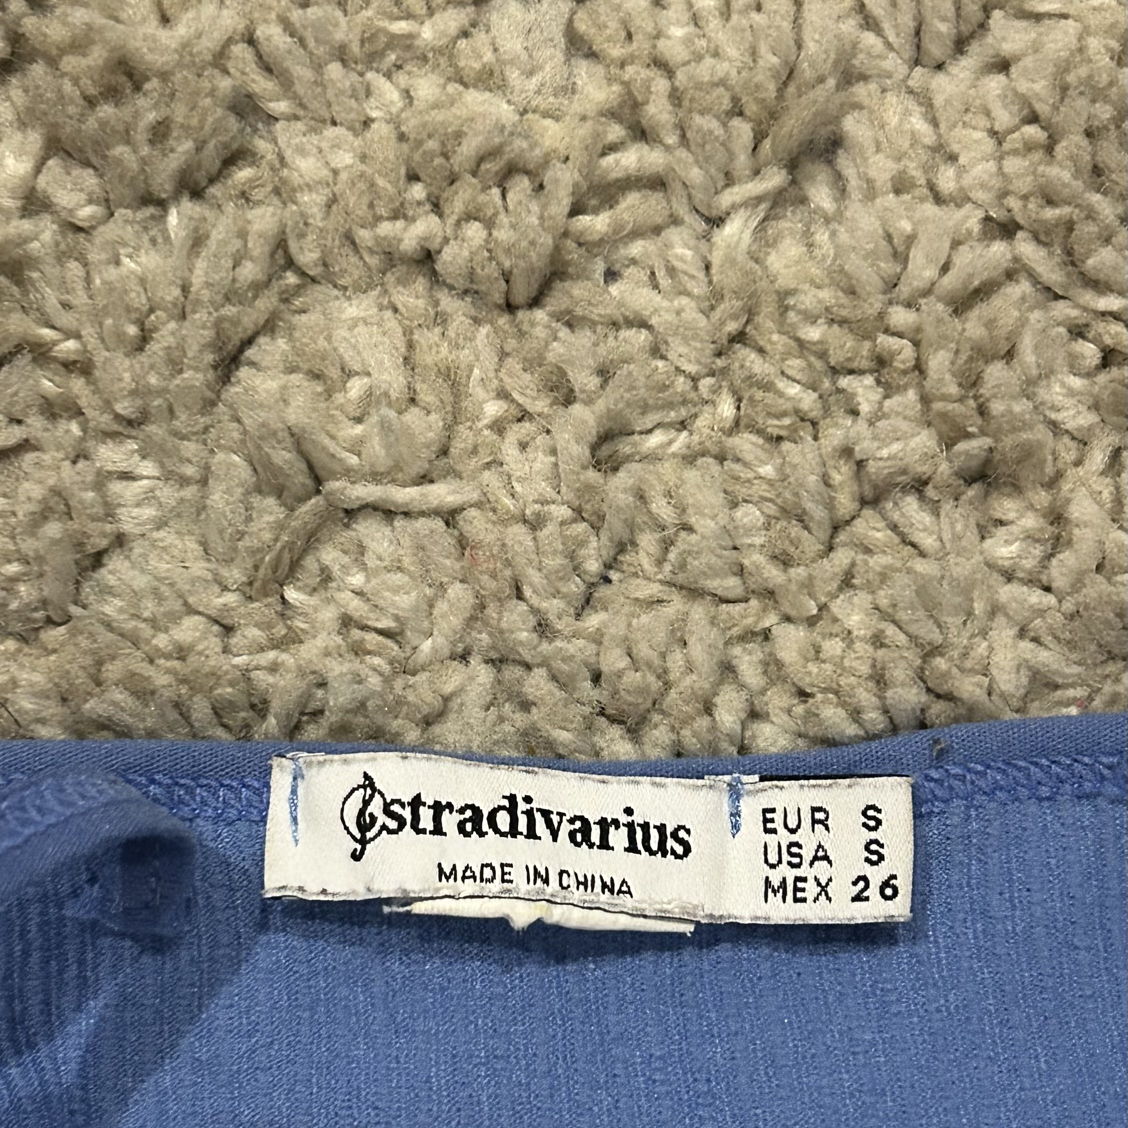 stradivarius
MADE IN CHINA
EUR S
USA S
MEX 26